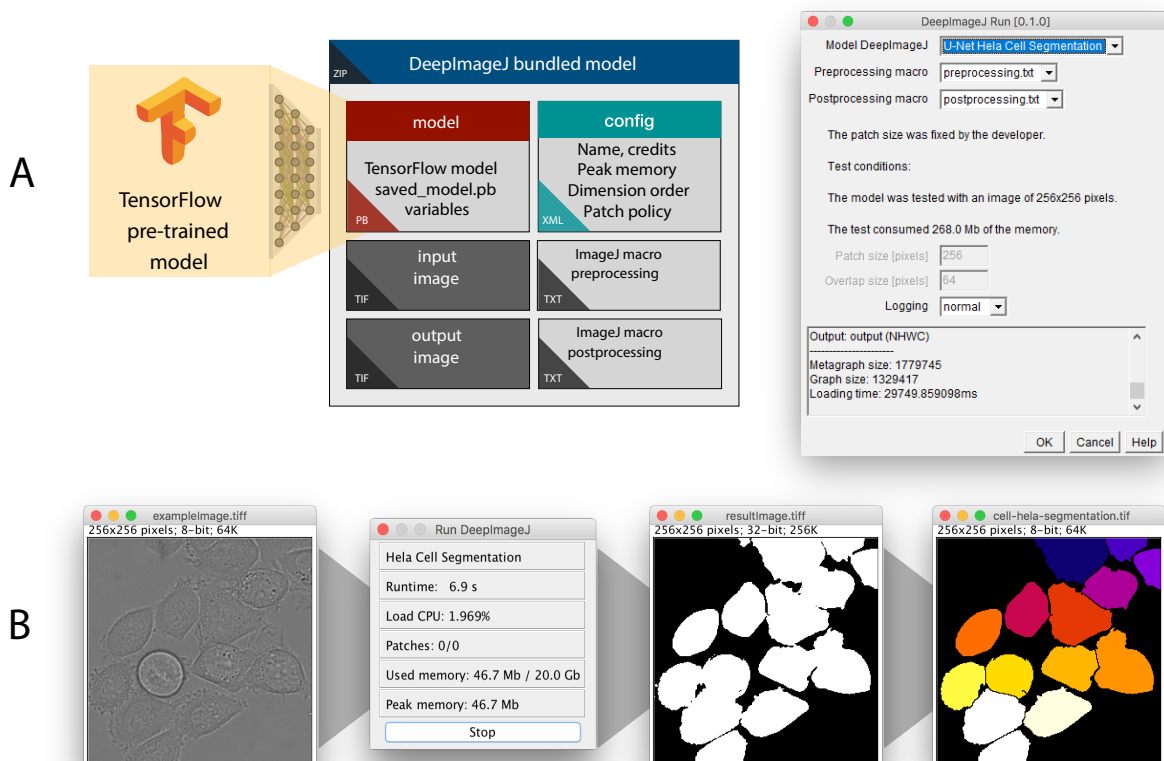 A
TensorFlow
pre-trained
model
ZIP
DeepImageJ bundled model
model
TensorFlow model
saved_model.pb
variables
PB
config
Name, credits
Peak memory
Dimension order
Patch policy
XML
input
image
TIF
ImageJ macro
preprocessing
TXT
output
image
TIF
ImageJ macro
postprocessing
TXT
DeepImageJ Run [0.1.0]
Model DeepImageJ U-Net Hela Cell Segmentation
Preprocessing macro preprocessing.txt
Postprocessing macro postprocessing.txt
The patch size was fixed by the developer.
Test conditions:
The model was tested with an image of 256x256 pixels.
The test consumed 268.0 Mb of the memory.
Patch size [pixels] 256
Overlap size [pixels] 64
Logging normal
Output: output (NHWC)
----------------------
Metagraph size: 1779745
Graph size: 1329417
Loading time: 29749.859098ms
OK Cancel Help
B
exampleImage.tiff
256x256 pixels; 8-bit; 64K
Run DeepImageJ
Hela Cell Segmentation
Runtime: 6.9 s
Load CPU: 1.969%
Patches: 0/0
Used memory: 46.7 Mb / 20.0 Gb
Peak memory: 46.7 Mb
Stop
resultImage.tiff
256x256 pixels; 32-bit; 256K
cell-hela-segmentation.tif
256x256 pixels; 8-bit; 64K